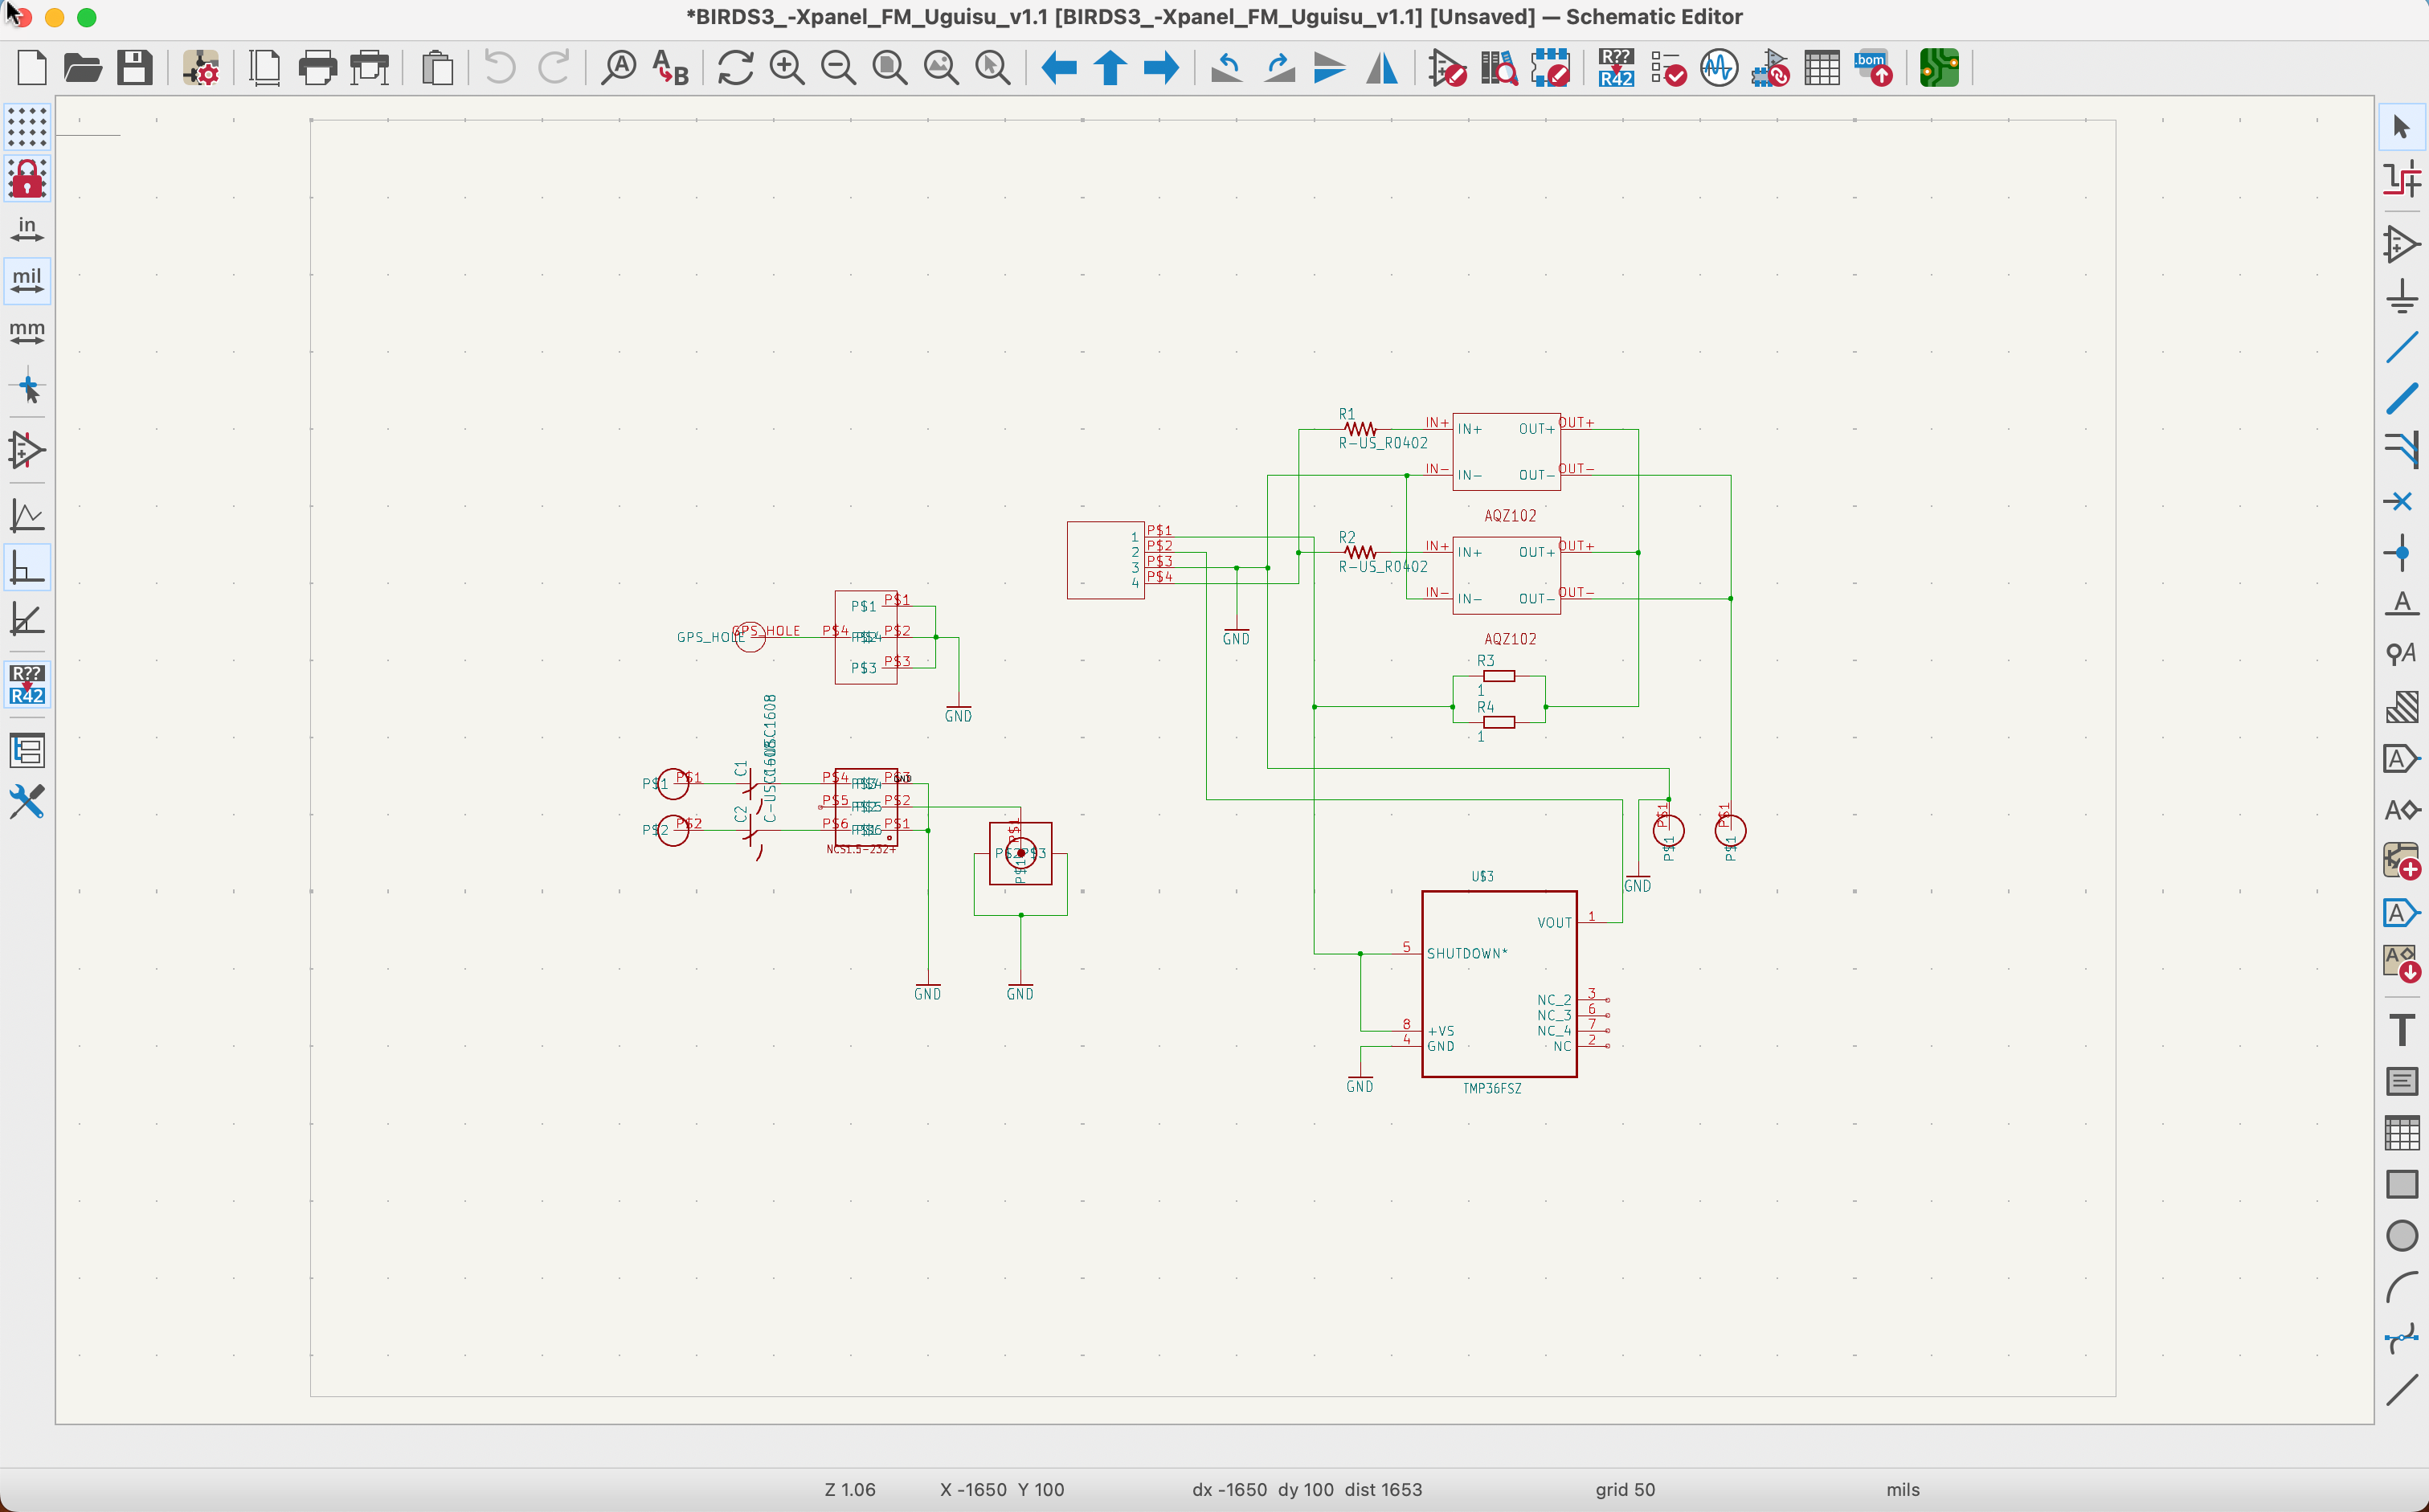 *BIRDS3_-Xpanel_FM_Uguisu_v1.1 [BIRDS3_-Xpanel_FM_Uguisu_v1.1] [Unsaved] — Schematic Editor
A
A
B
R??
R42
.bom
in
mil
mm
R??
R42
R1
R-US_R0402
IN+
IN+
OUT+
OUT+
IN-
IN-
OUT-
OUT-
AQZ102
R2
R-US_R0402
IN+
IN+
OUT+
OUT+
IN-
IN-
OUT-
OUT-
AQZ102
1
2
3
4
P$1
P$2
P$3
P$4
GND
GPS_HOLE
GPS_HOLE
P$4
P$1
P$1
P$2
P$3
P$3
GND
R3
1
R4
1
P$1
P$1
P$2
P$2
C1
C2
C-USC1608
P$4
P$5
P$6
P$3
P$2
P$1
GND
NCS1.5-232+
P$1
P$2
P$3
GND
GND
P$1
P$1
P$1
P$1
GND
U$3
VOUT
1
5
SHUTDOWN*
NC_2
3
NC_3
6
NC_4
7
NC
2
8
+VS
4
GND
GND
TMP36FSZ
A
A
A
A
A
A
T
Z 1.06
X -1650 Y 100
dx -1650 dy 100 dist 1653
grid 50
mils